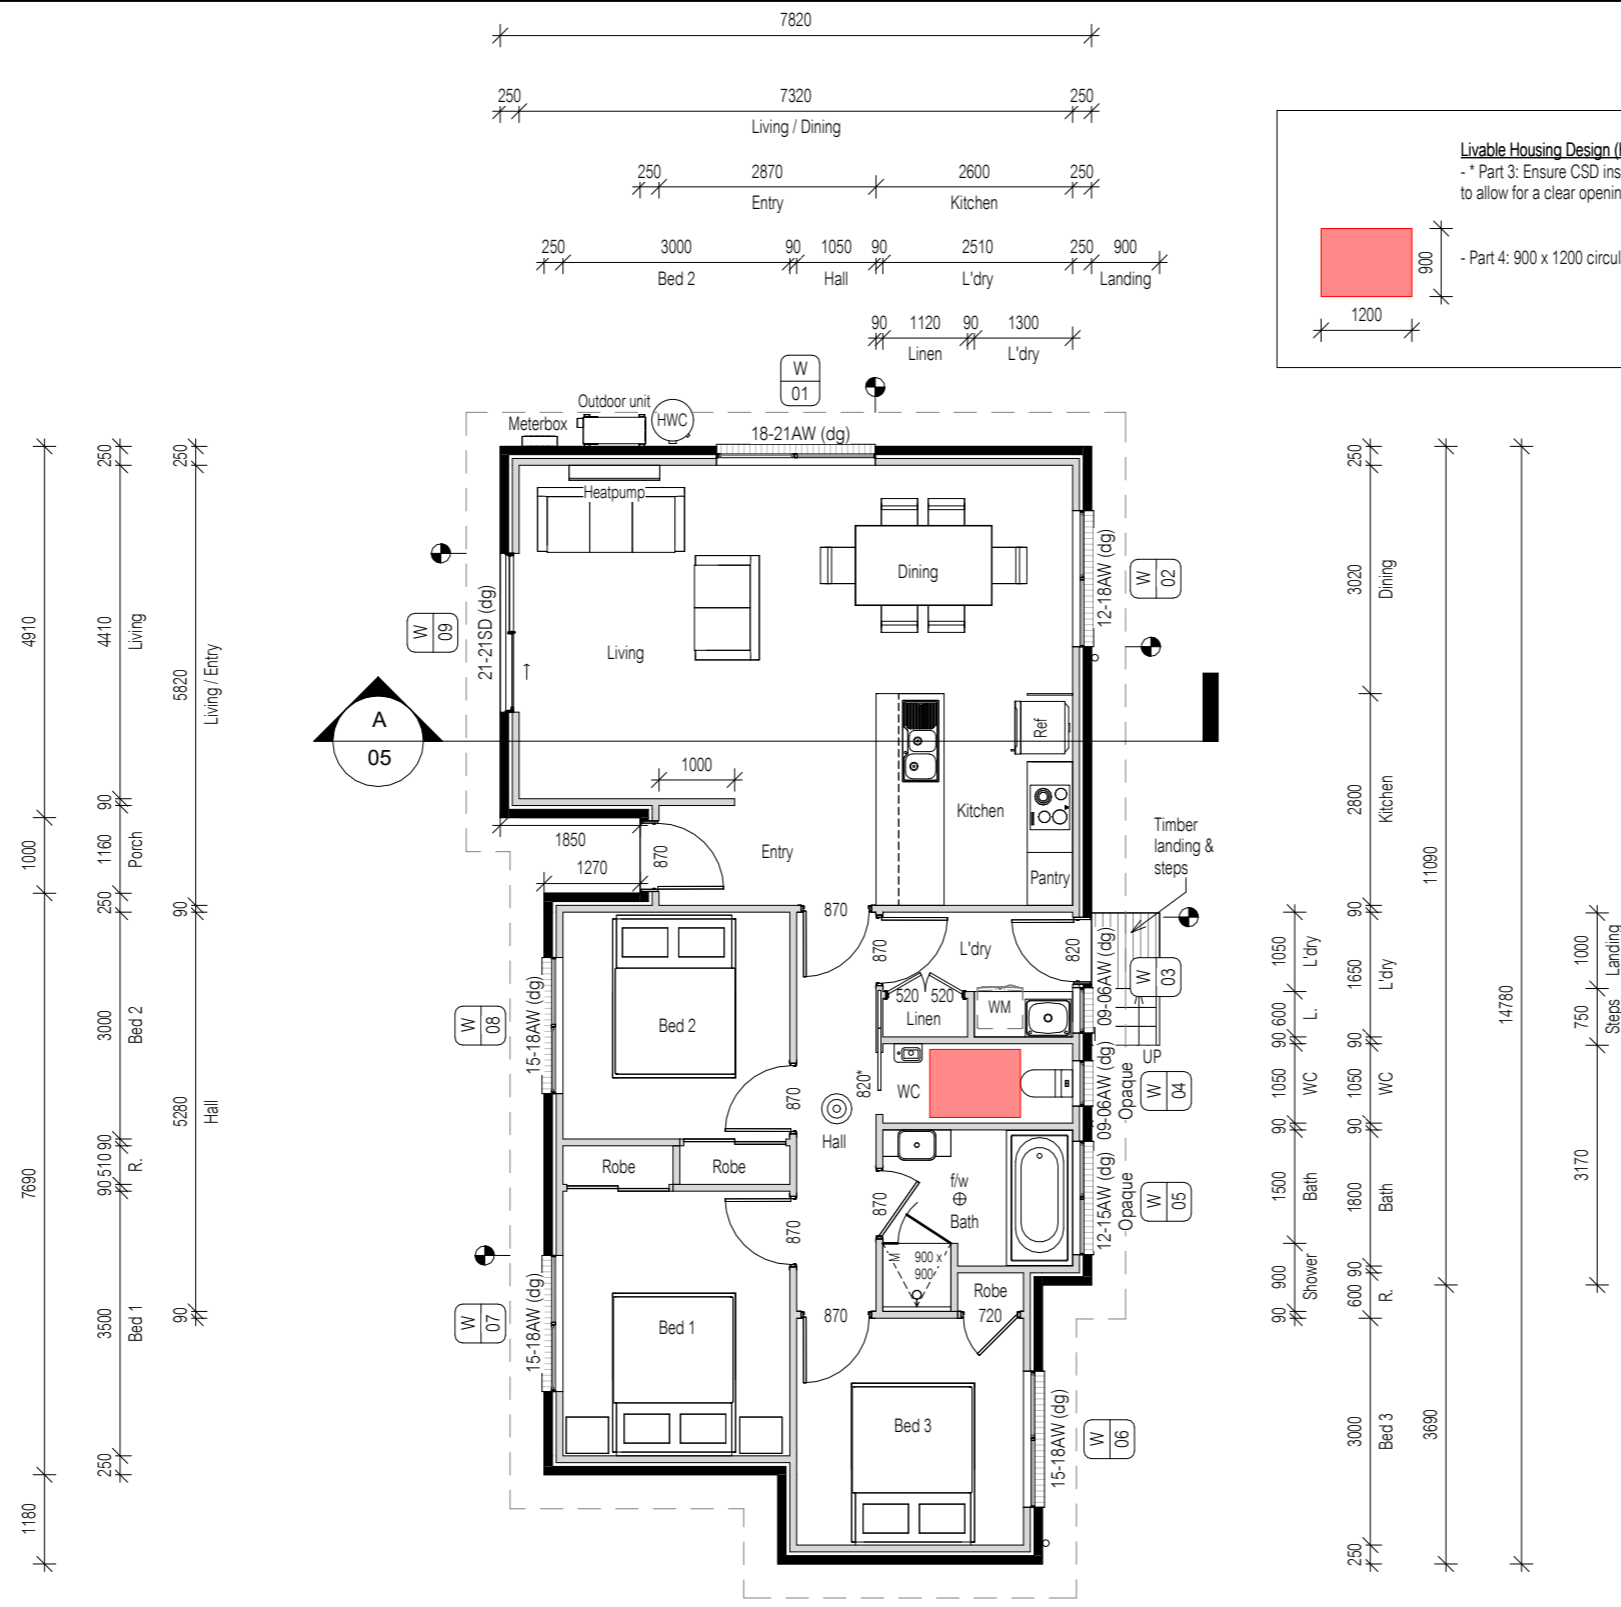 7820
250 7320 250
Living / Dining
250 2870 2600 250
Entry Kitchen
250 3000 90 1050 90 2510 250 900
Bed 2 Hall L'dry Landing
90 1120 90 1300
Linen L'dry
Livable Housing Design (
- * Part 3: Ensure CSD ins
to allow for a clear openin
- Part 4: 900 x 1200 circul
900
1200
W
01
Outdoor unit
HWC
Meterbox
18-21AW (dg)
Heatpump
Dining
Living
12-18AW (dg)
W
02
W
09
21-21SD (dg)
A
05
Ref
1000
Kitchen
Pantry
Timber
landing &
steps
1850
1270
870
Entry
870
870
L'dry
820
09-06AW (dg)
W
03
520 520
WM
Linen
UP
Bed 2
15-18AW (dg)
W
08
870
820*
WC
09-06AW (dg)
Opaque
W
04
Hall
Robe
Robe
f/w
Bath
870
12-15AW (dg)
Opaque
W
05
870
M
900 x
900
Robe
720
870
15-18AW (dg)
W
07
Bed 1
Bed 3
15-18AW (dg)
W
06
4910
1000
7690
1180
250
4410
Living
90
1160
Porch
250
3000
Bed 2
90
510
R.
90
3500
Bed 1
250
250
5820
Living / Entry
90
5280
Hall
90
1050
L'dry
600
L.
90
1050
WC
90
1500
Bath
900
Shower
90
250
3020
Dining
2800
Kitchen
90
1650
L'dry
90
1050
WC
90
1800
Bath
90
600
R.
3000
Bed 3
250
11090
3690
14780
1000
Landing
750
Steps
3170